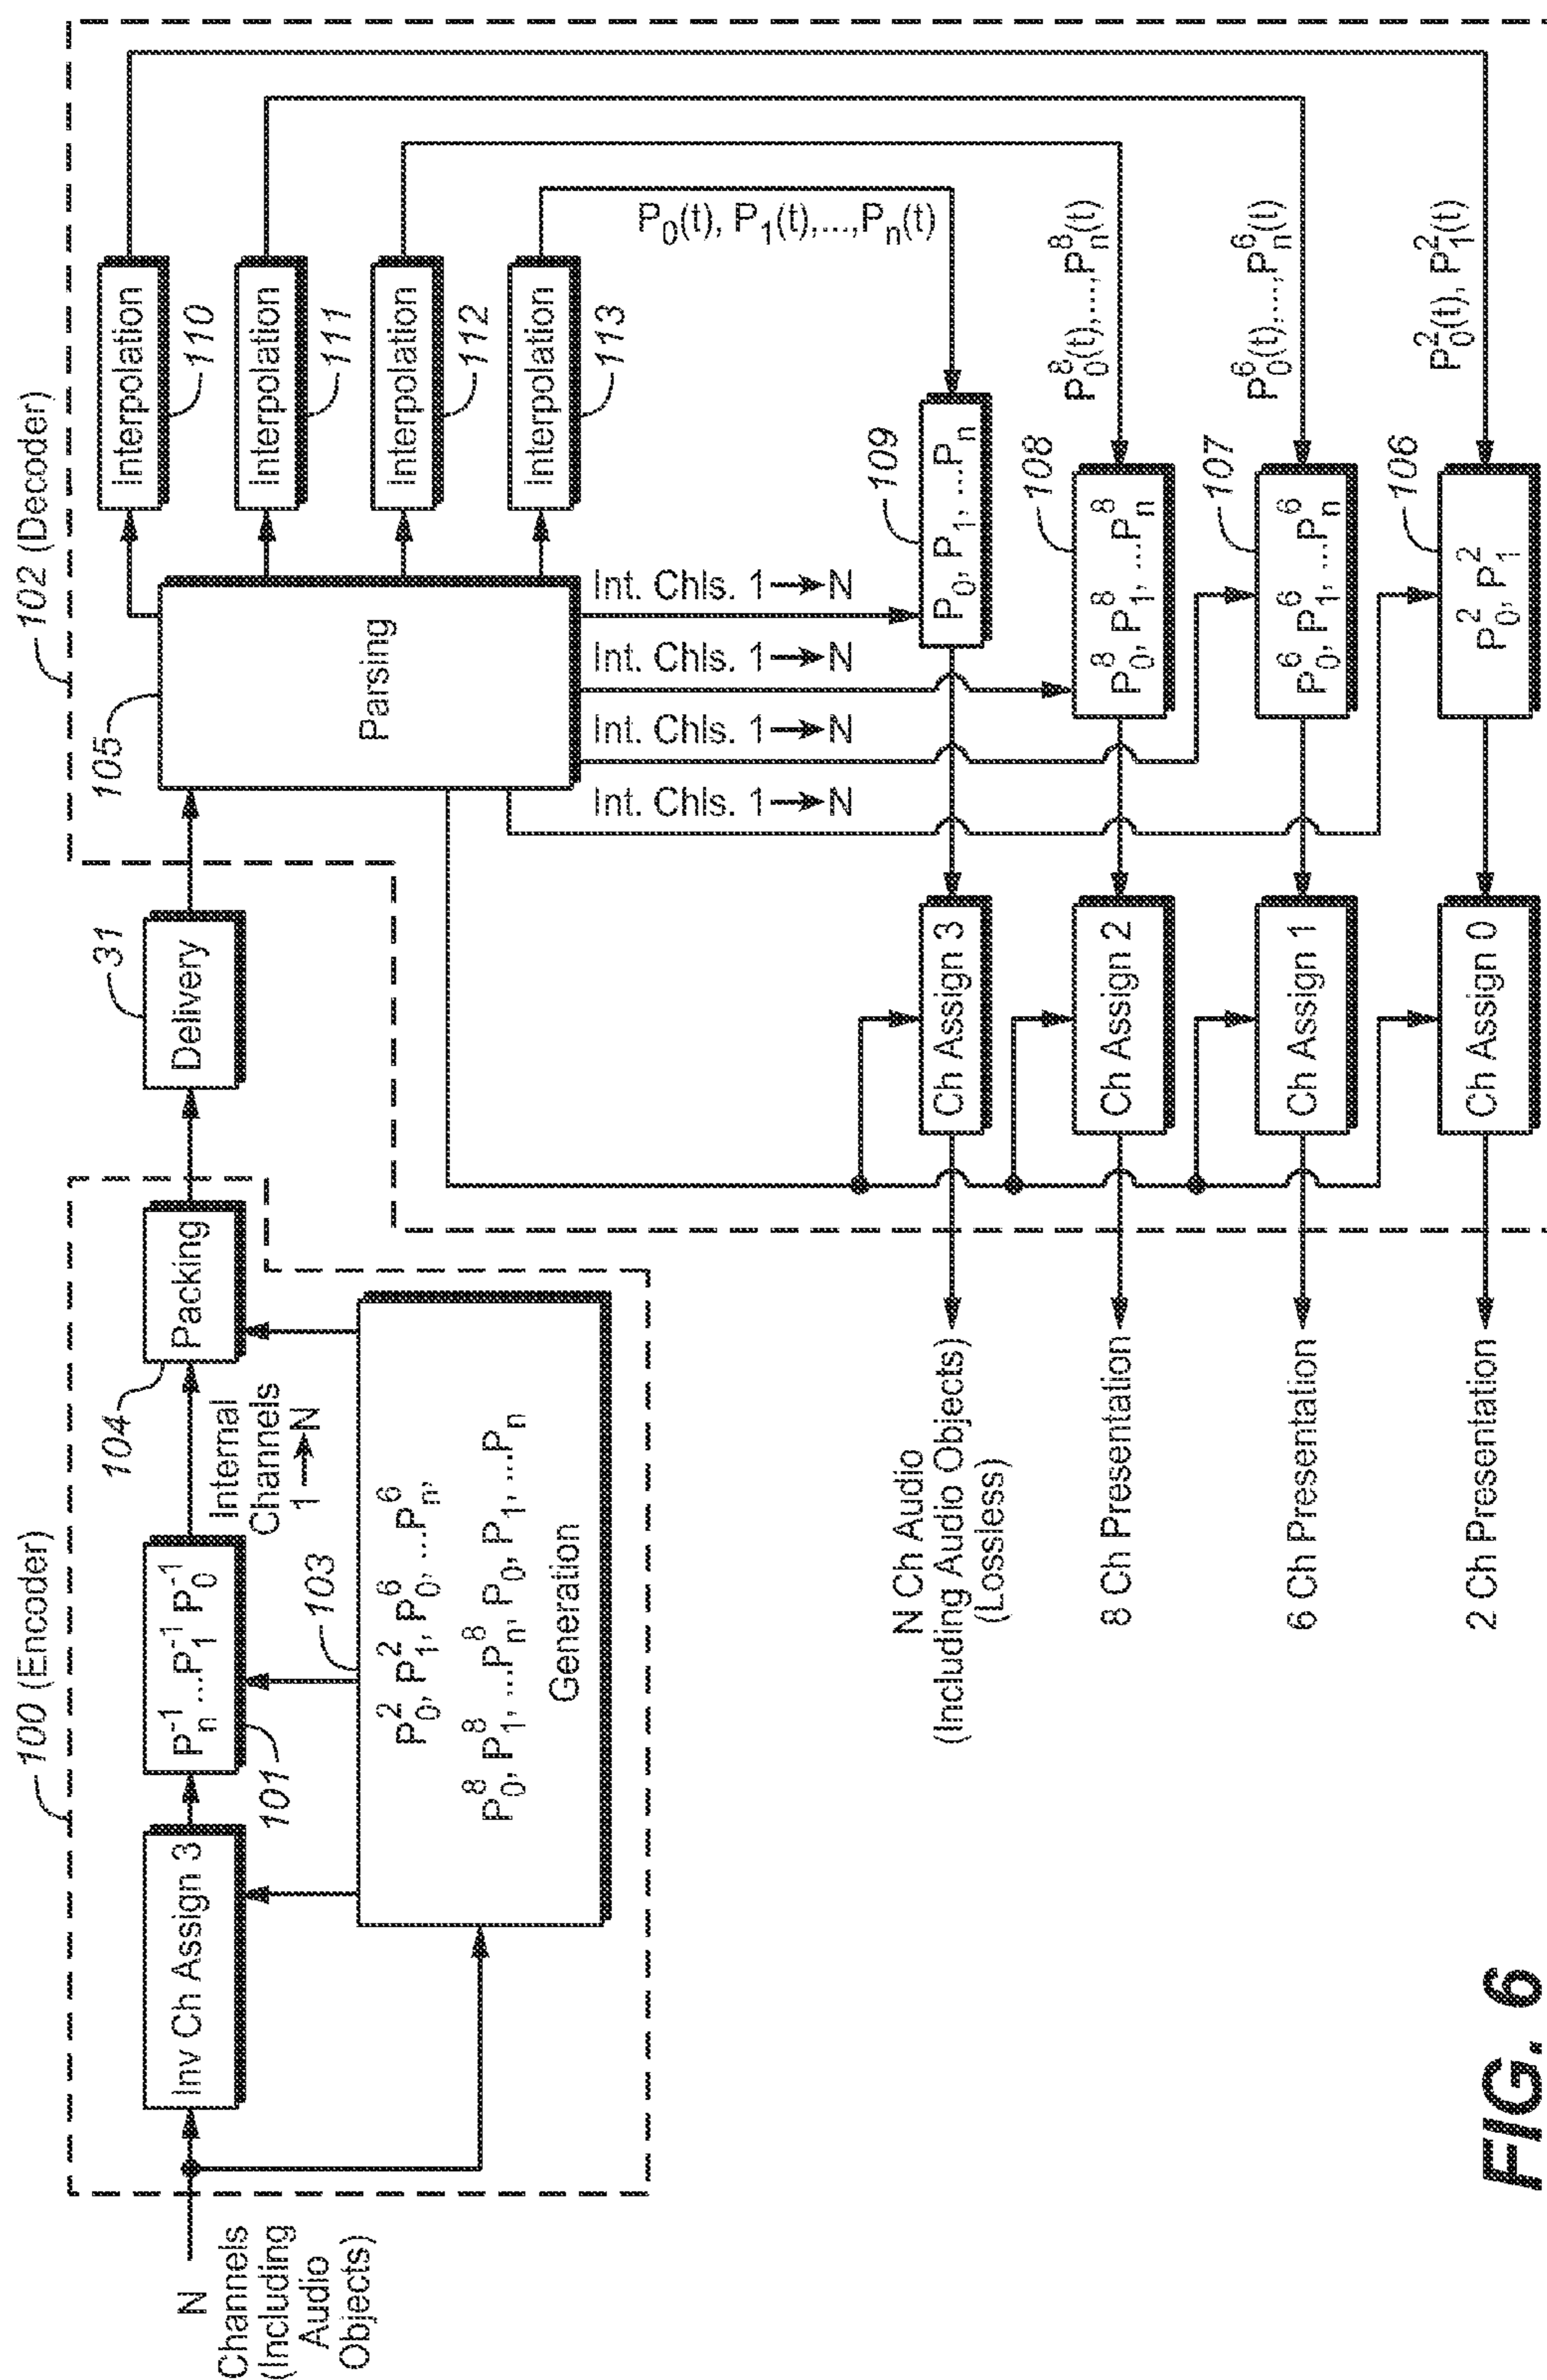 100 (Encoder)
N
Channels
(Including
Audio
Objects)
Inv Ch Assign 3
P_n^-1 ...P_1^-1 P_0^-1
101
Internal
Channels
1→N
Packing
104
103
P_0^2, P_1^2, P_0^6, ...P_n^6,
P_0^8, P_1^8, ...P_n^8, P_0, P_1, ...P_n
Generation
Delivery
31
102 (Decoder)
105
Parsing
Interpolation
110
Interpolation
111
Interpolation
112
Interpolation
113
P_0(t), P_1(t),...,P_n(t)
P_0^8(t),...,P_n^8(t)
P_0^6(t),...,P_n^6(t)
P_0^2(t), P_1^2(t)
Int. Chls. 1→N
Int. Chls. 1→N
Int. Chls. 1→N
Int. Chls. 1→N
109
P_0, P_1, ...P_n
108
P_0^8, P_1^8, ...P_n^8
107
P_0^6, P_1^6, ...P_n^6
106
P_0^2, P_1^2
Ch Assign 3
Ch Assign 2
Ch Assign 1
Ch Assign 0
N Ch Audio
(Including Audio Objects)
(Lossless)
8 Ch Presentation
6 Ch Presentation
2 Ch Presentation
FIG. 6